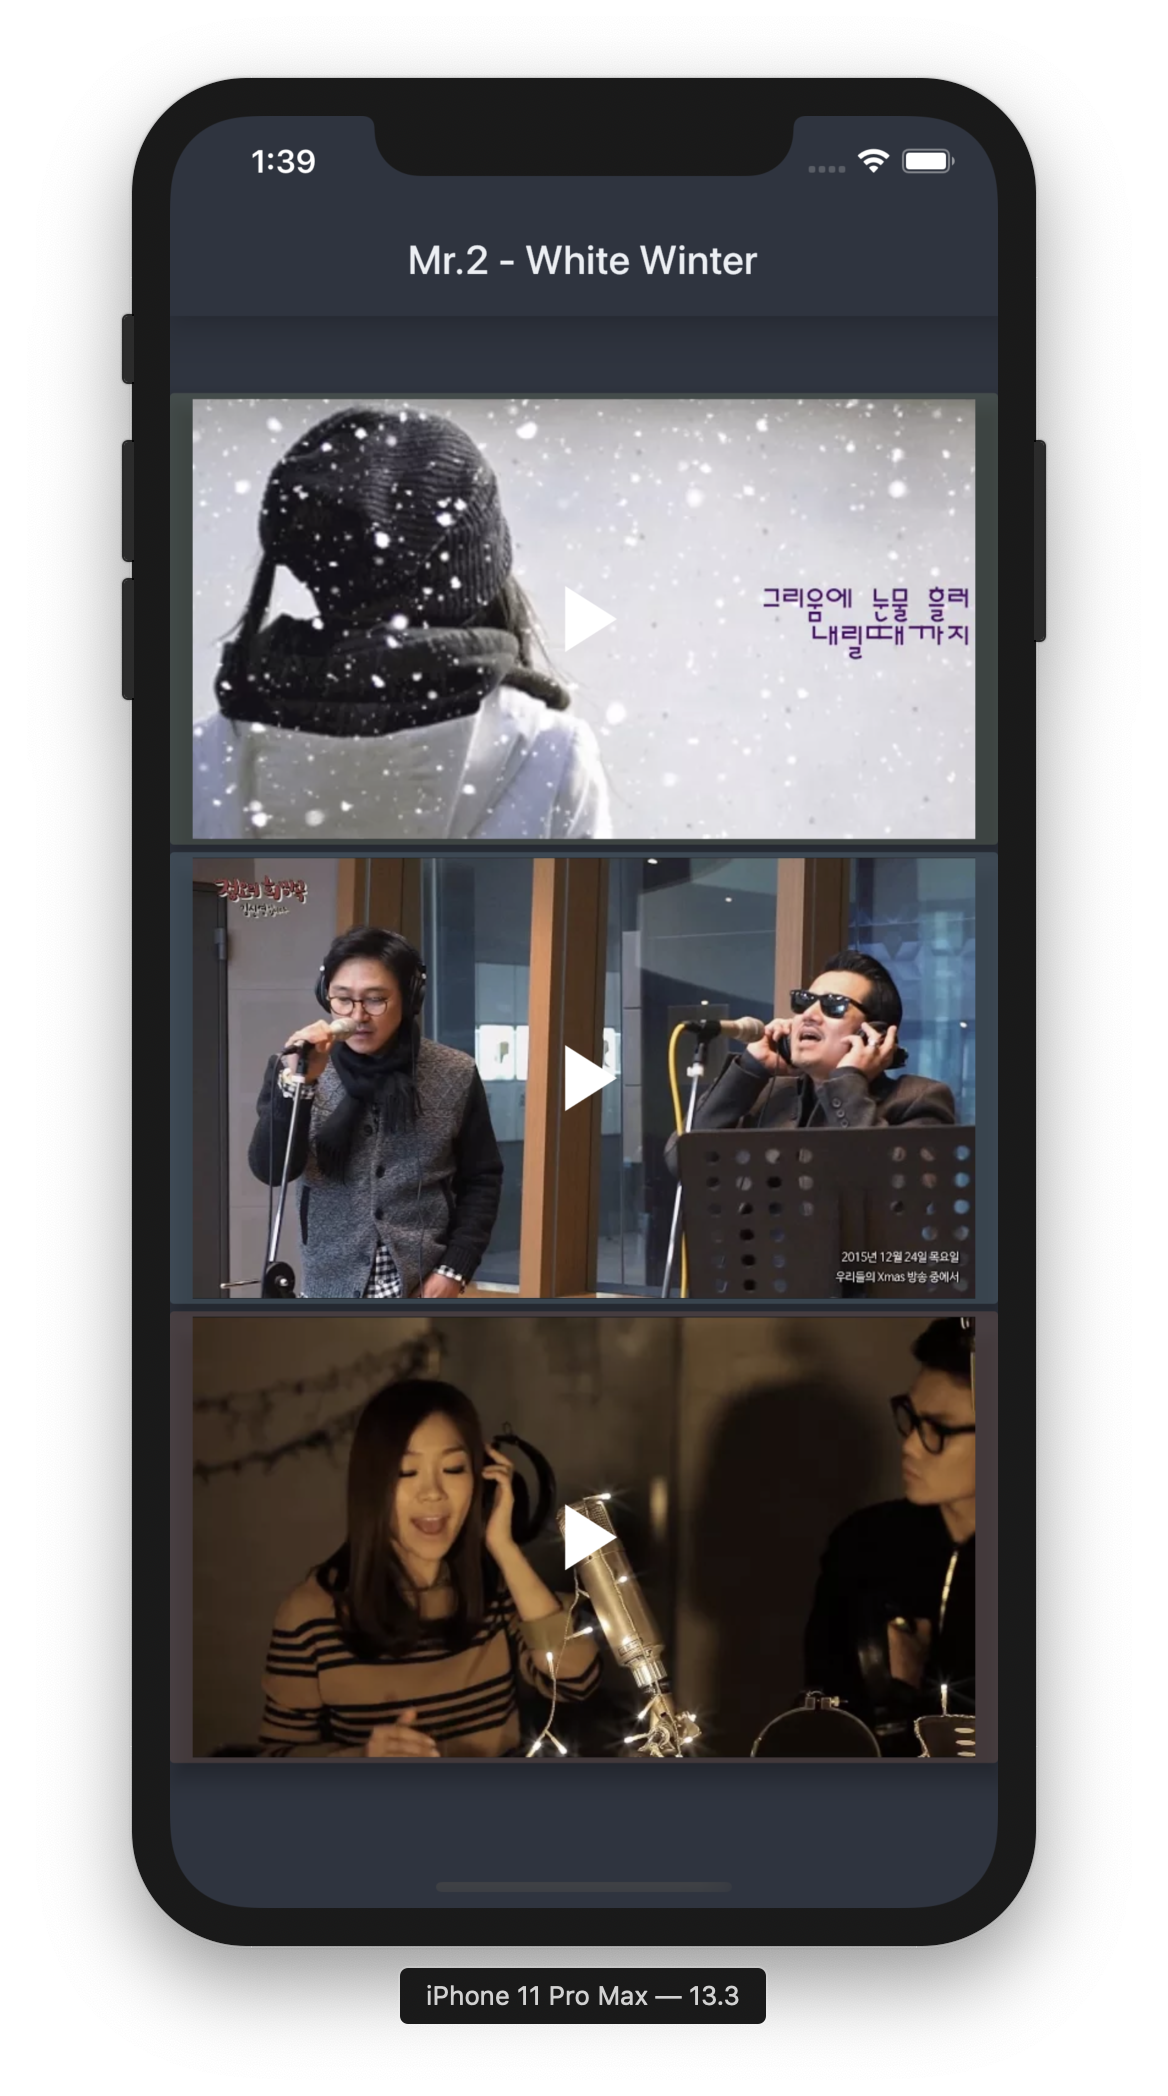 1:39
Mr.2 - White Winter
그리움에 눈물 흘러
내릴때까지
2015년 12월 24일 목요일
우리들의 Xmas 방송 중에서
iPhone 11 Pro Max — 13.3